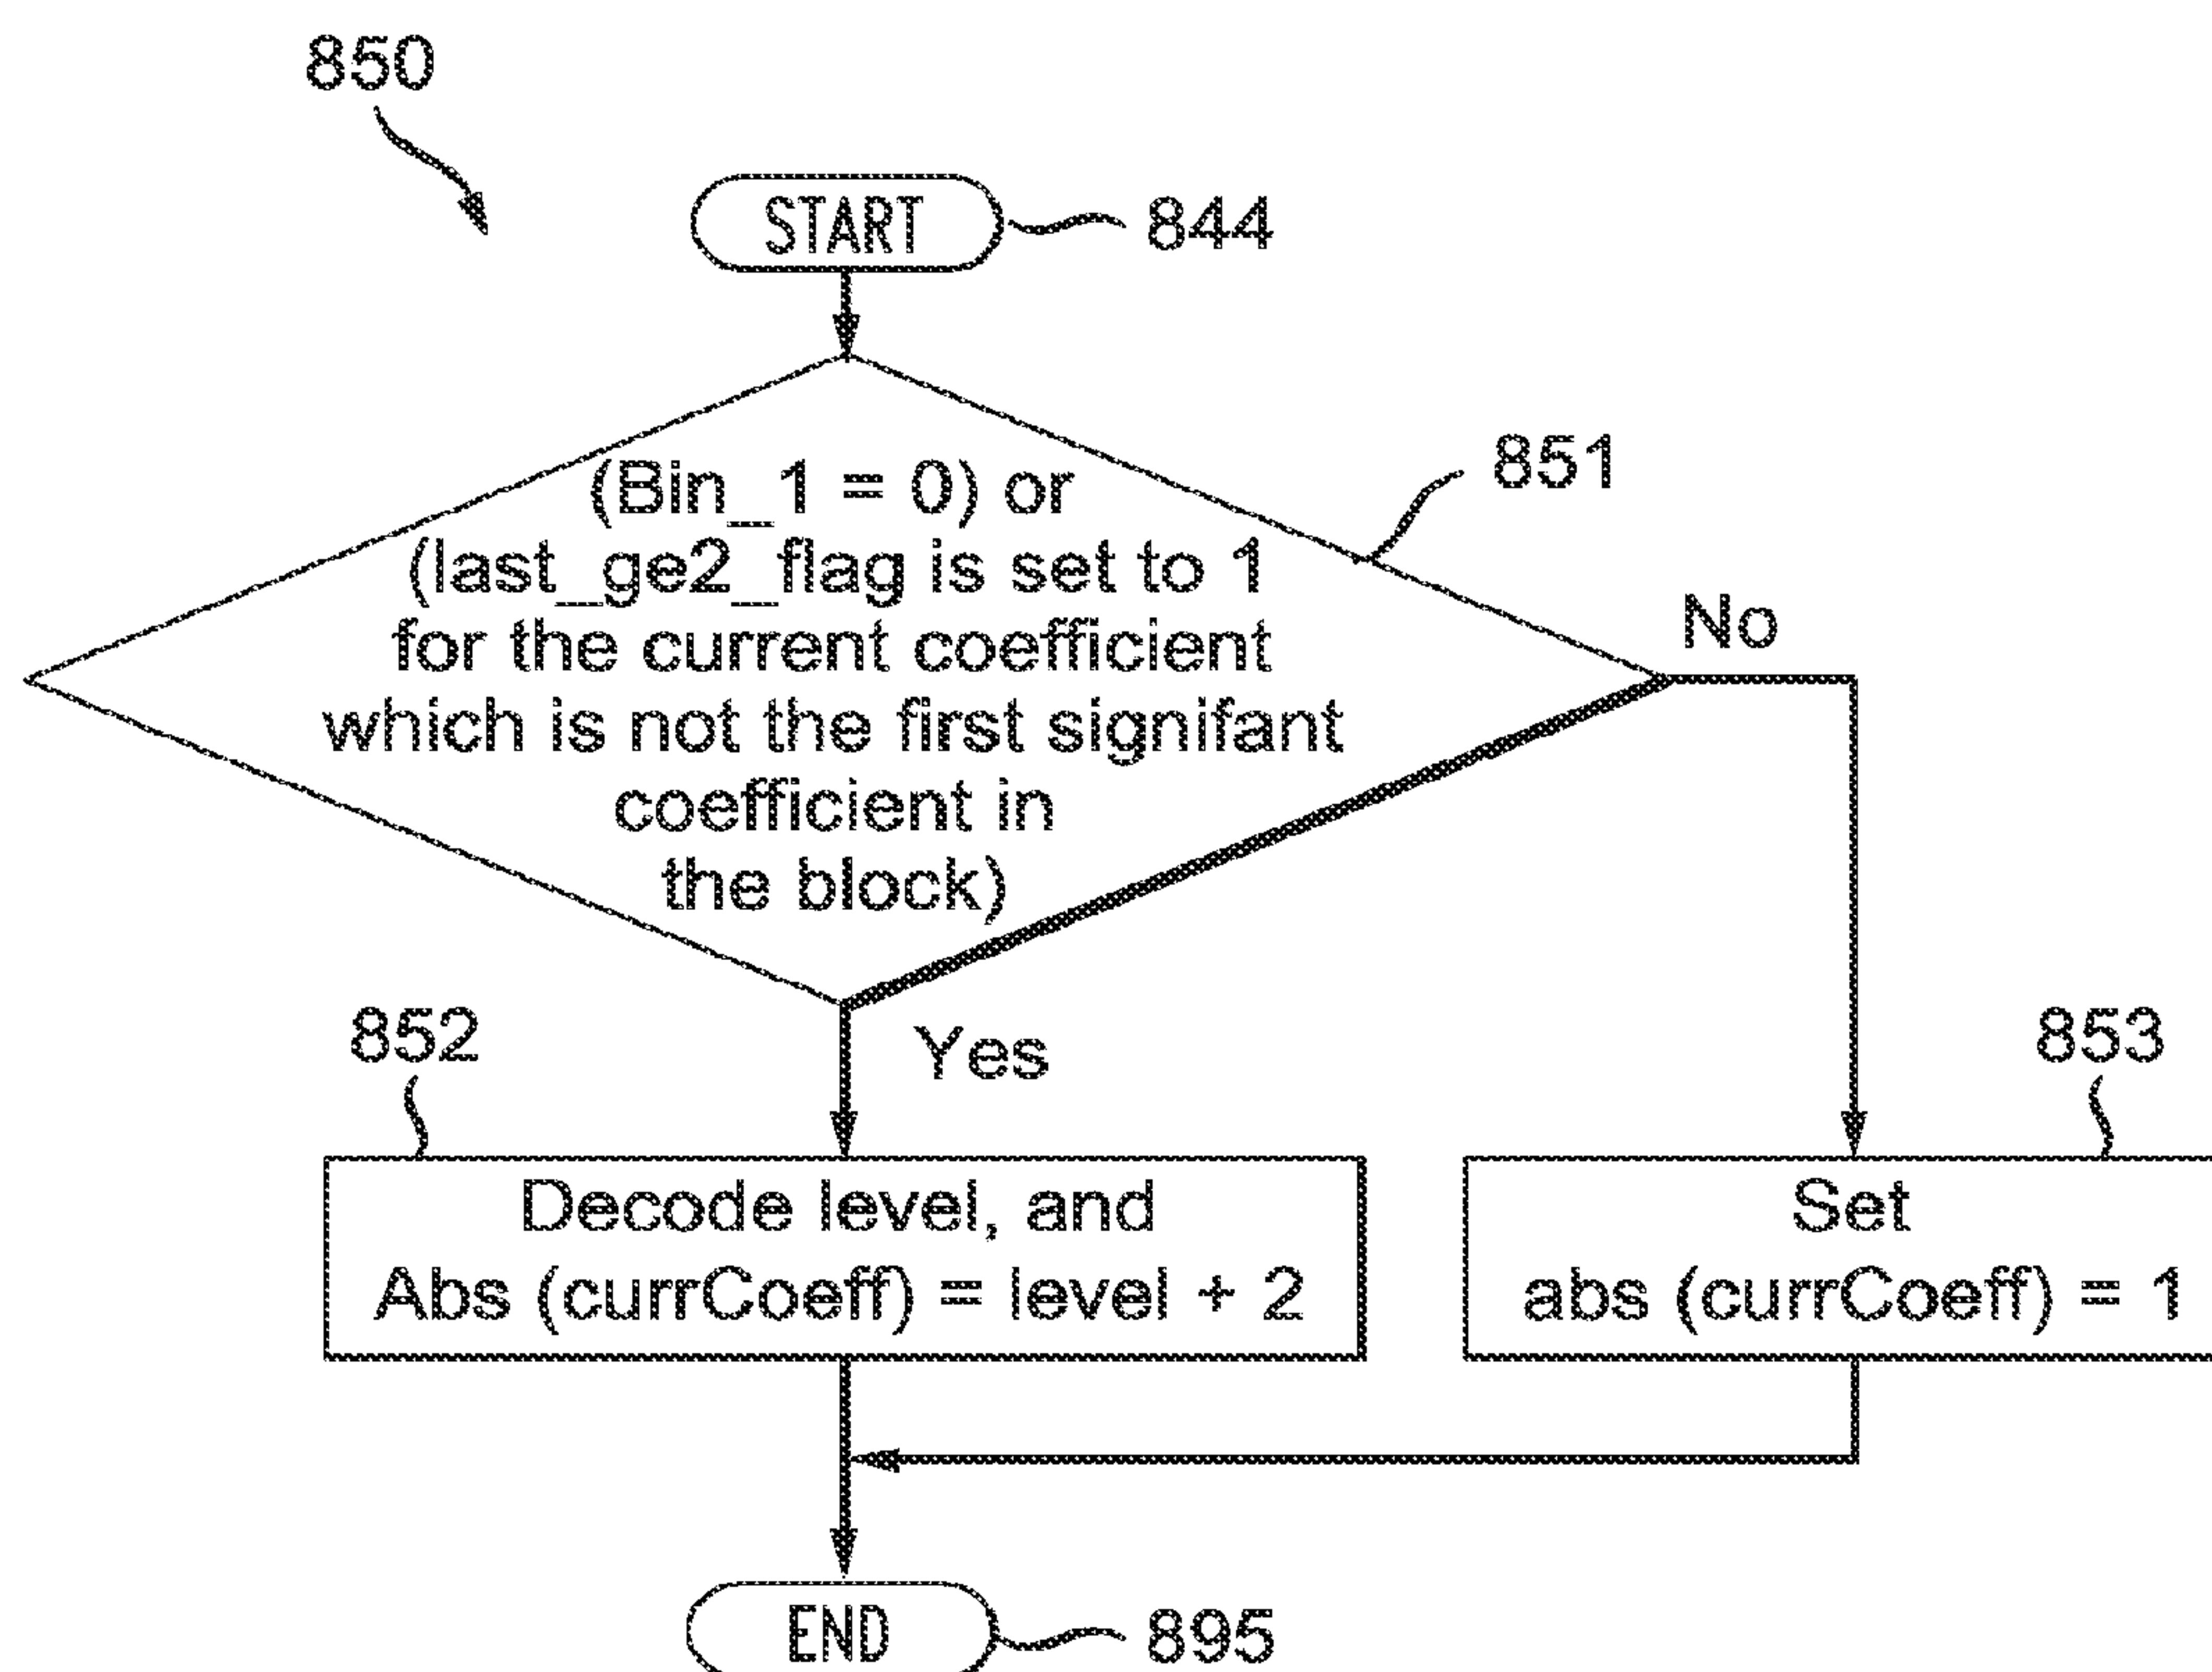 850
START
844
(Bin_1 = 0) or
(last_ge2_flag is set to 1
for the current coefficient
which is not the first signifant
coefficient in
the block)
851
No
Yes
852
Decode level, and
Abs (currCoeff) = level + 2
853
Set
abs (currCoeff) = 1
END
895